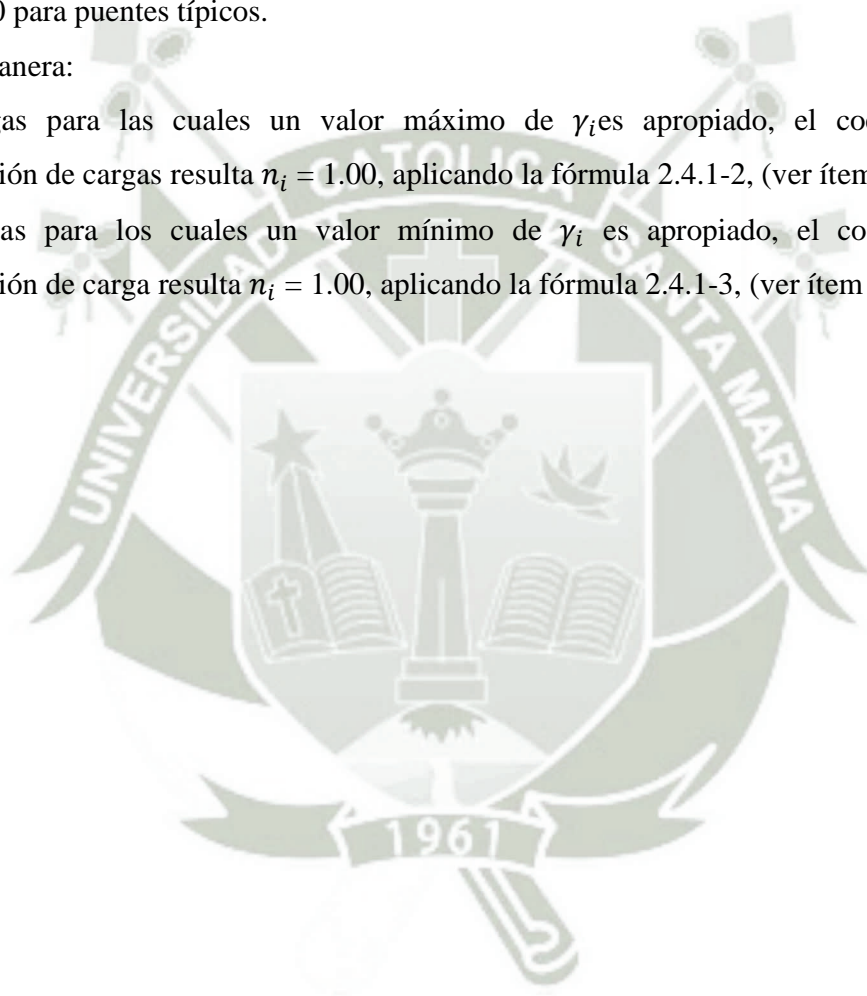 0 para puentes típicos.
anera:
gas para las cuales un valor máximo de γᵢes apropiado, el coe
ión de cargas resulta nᵢ = 1.00, aplicando la fórmula 2.4.1-2, (ver ítem
as para los cuales un valor mínimo de γᵢ es apropiado, el co
ión de carga resulta nᵢ = 1.00, aplicando la fórmula 2.4.1-3, (ver ítem
UNIVERSIDAD CATOLICA SANTA MARIA
1961